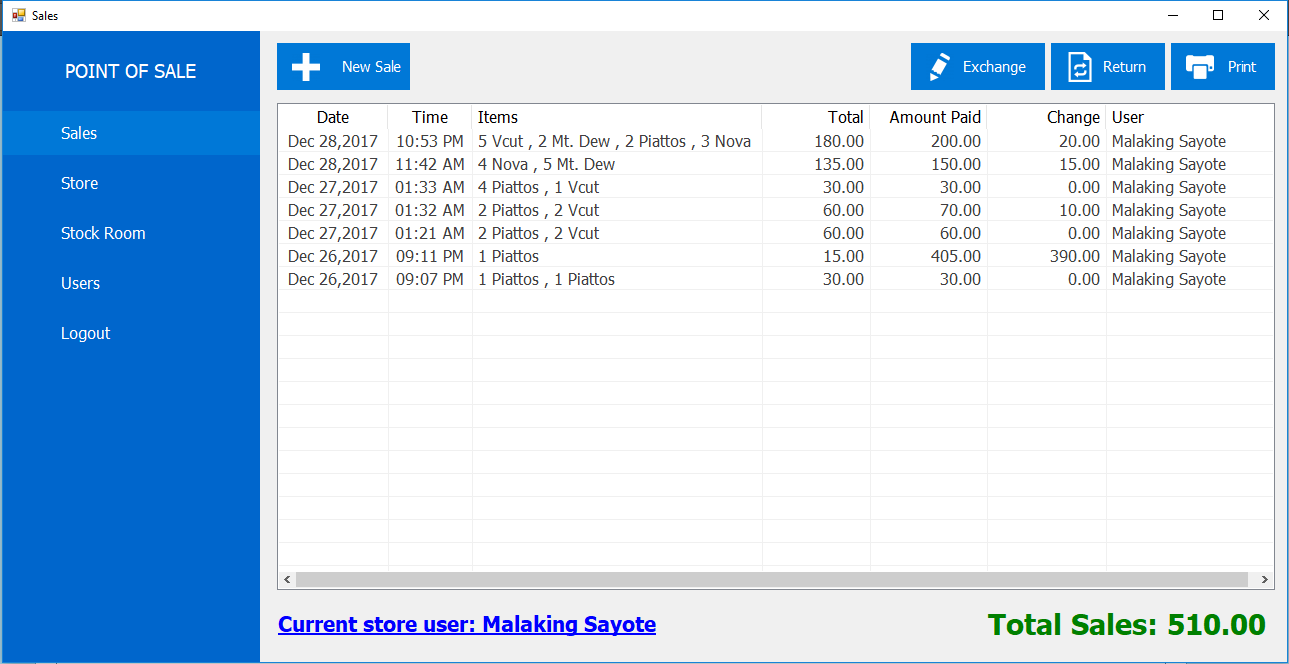 Sales
POINT OF SALE
Sales
Store
Stock Room
Users
Logout
New Sale Exchange Return Print
Date Time Items Total Amount Paid Change User
Dec 28,2017 10:53 PM 5 Vcut , 2 Mt. Dew , 2 Piattos , 3 Nova 180.00 200.00 20.00 Malaking Sayote
Dec 28,2017 11:42 AM 4 Nova , 5 Mt. Dew 135.00 150.00 15.00 Malaking Sayote
Dec 27,2017 01:33 AM 4 Piattos , 1 Vcut 30.00 30.00 0.00 Malaking Sayote
Dec 27,2017 01:32 AM 2 Piattos , 2 Vcut 60.00 70.00 10.00 Malaking Sayote
Dec 27,2017 01:21 AM 2 Piattos , 2 Vcut 60.00 60.00 0.00 Malaking Sayote
Dec 26,2017 09:11 PM 1 Piattos 15.00 405.00 390.00 Malaking Sayote
Dec 26,2017 09:07 PM 1 Piattos , 1 Piattos 30.00 30.00 0.00 Malaking Sayote
Current store user: Malaking Sayote
Total Sales: 510.00